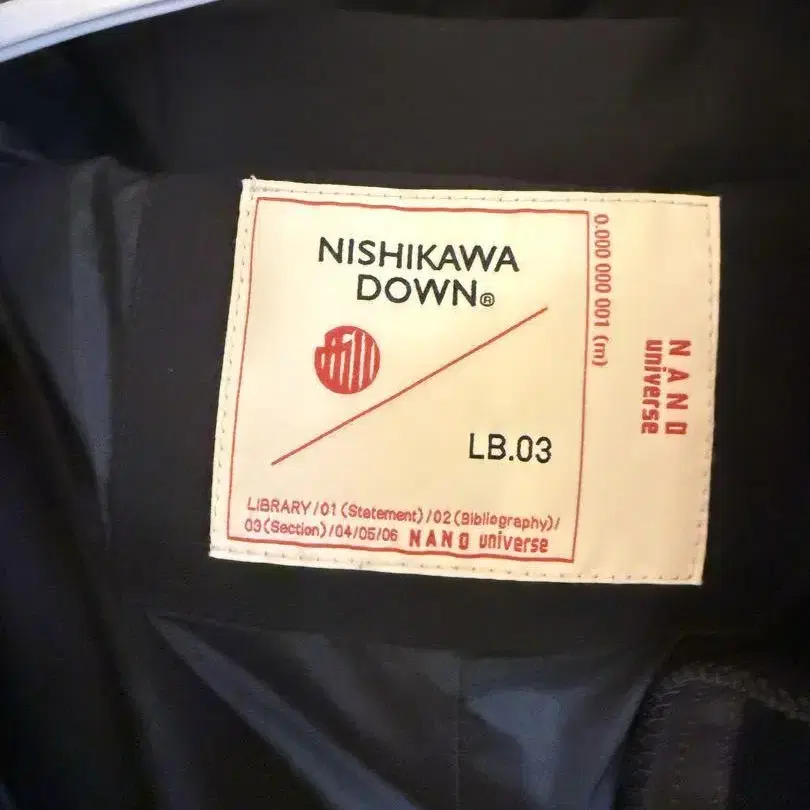 NISHIKAWA
DOWN®
LB.03
LIBRARY/01(Statement)/02(Bibliography)/
03(Section)/04/05/06 NANO universe
0.000 000 001 (m)
NANO
universe